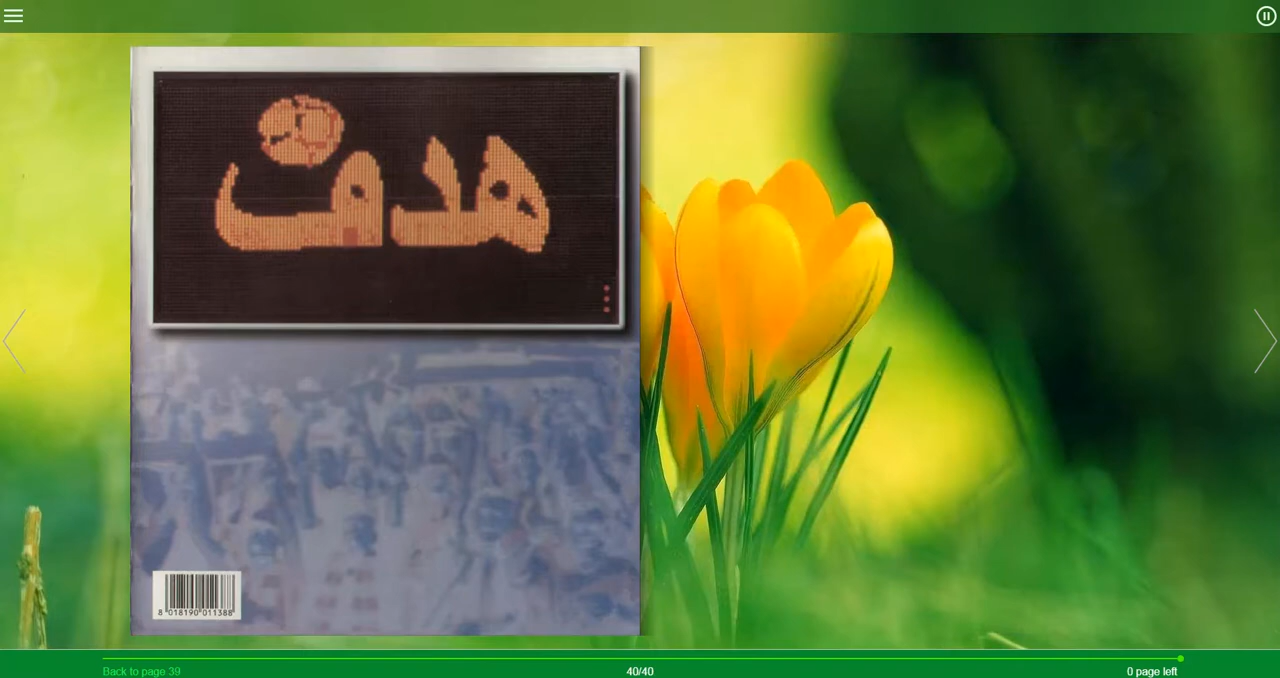 هدف
8 018190 011388
Back to page 39
40/40
0 page left